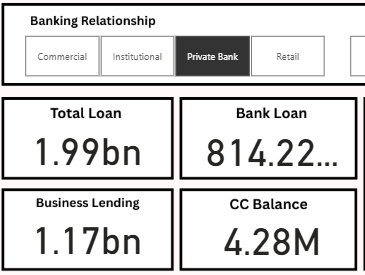 Banking Relationship
Commercial Institutional Private Bank Retail
Total Loan Bank Loan
1.99bn 814.22...
Business Lending CC Balance
1.17bn 4.28M